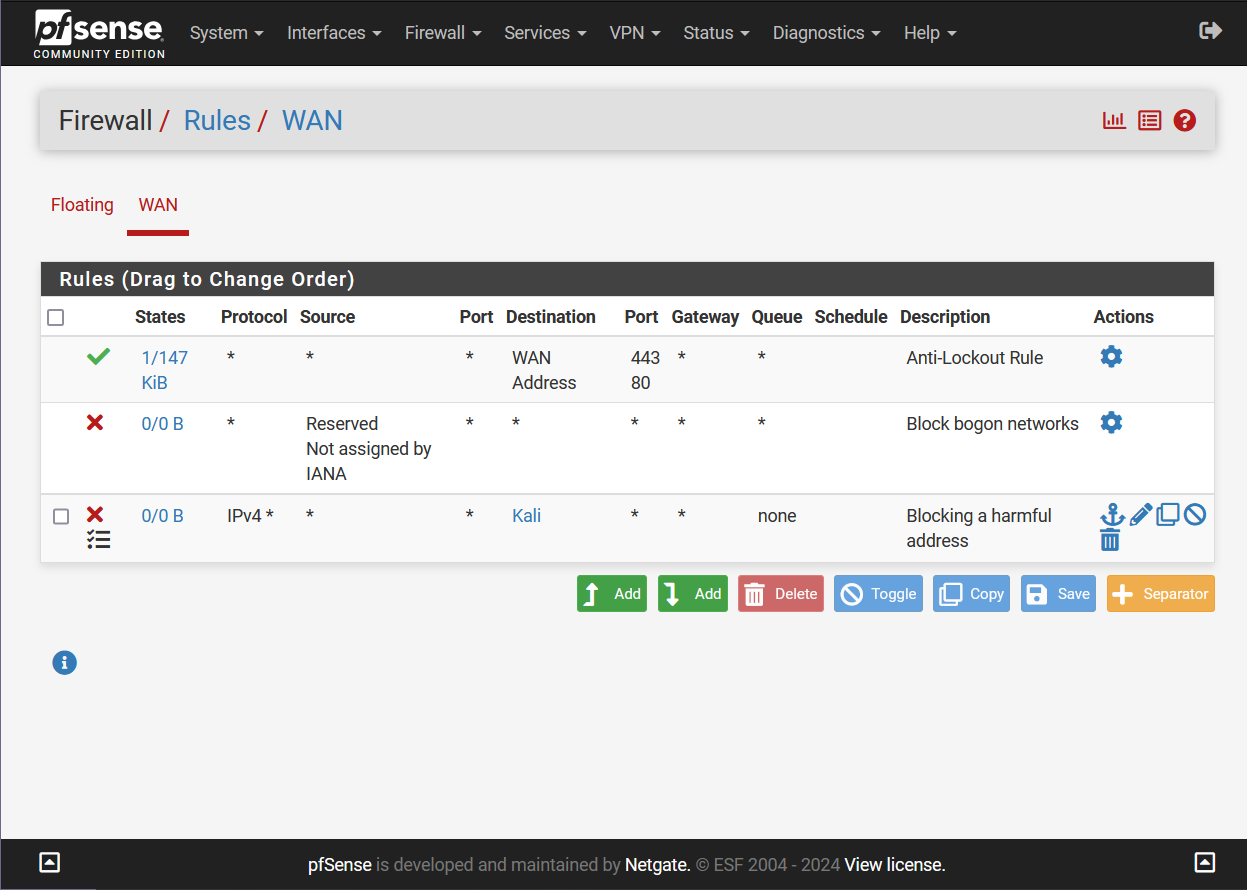 pfsense
COMMUNITY EDITION
System Interfaces Firewall Services VPN Status Diagnostics Help
Firewall / Rules / WAN
Floating WAN
Rules (Drag to Change Order)
States Protocol Source Port Destination Port Gateway Queue Schedule Description Actions
1/147 * * * WAN 443 * * Anti-Lockout Rule
KiB Address 80
0/0 B * Reserved * * * * * Block bogon networks
Not assigned by
IANA
0/0 B IPv4 * * * Kali * * none Blocking a harmful
address
Add Add Delete Toggle Copy Save Separator
pfSense is developed and maintained by Netgate. © ESF 2004 - 2024 View license.